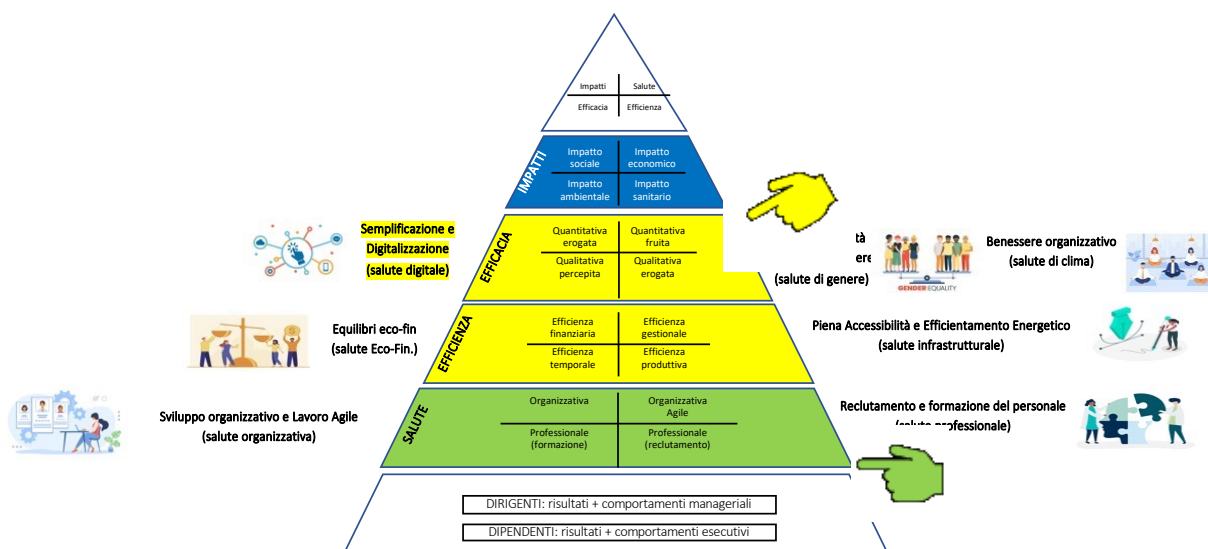 Impatti
Salute
Efficacia
Efficienza
IMPATTI
Impatto
sociale
Impatto
economico
Impatto
ambientale
Impatto
sanitario
Semplificazione e
Digitalizzazione
(salute digitale)
EFFICACIA
Quantitativa
erogata
Quantitativa
fruita
Qualitativa
percepita
Qualitativa
erogata
tà
ere
(salute di genere)
GENDER EQUALITY
Benessere organizzativo
(salute di clima)
Equilibri eco-fin
(salute Eco-Fin.)
EFFICIENZA
Efficienza
finanziaria
Efficienza
gestionale
Efficienza
temporale
Efficienza
produttiva
Piena Accessibilità e Efficientamento Energetico
(salute infrastrutturale)
Sviluppo organizzativo e Lavoro Agile
(salute organizzativa)
SALUTE
Organizzativa
Organizzativa
Agile
Professionale
(formazione)
Professionale
(reclutamento)
Reclutamento e formazione del personale
(salute professionale)
DIRIGENTI: risultati + comportamenti manageriali
DIPENDENTI: risultati + comportamenti esecutivi